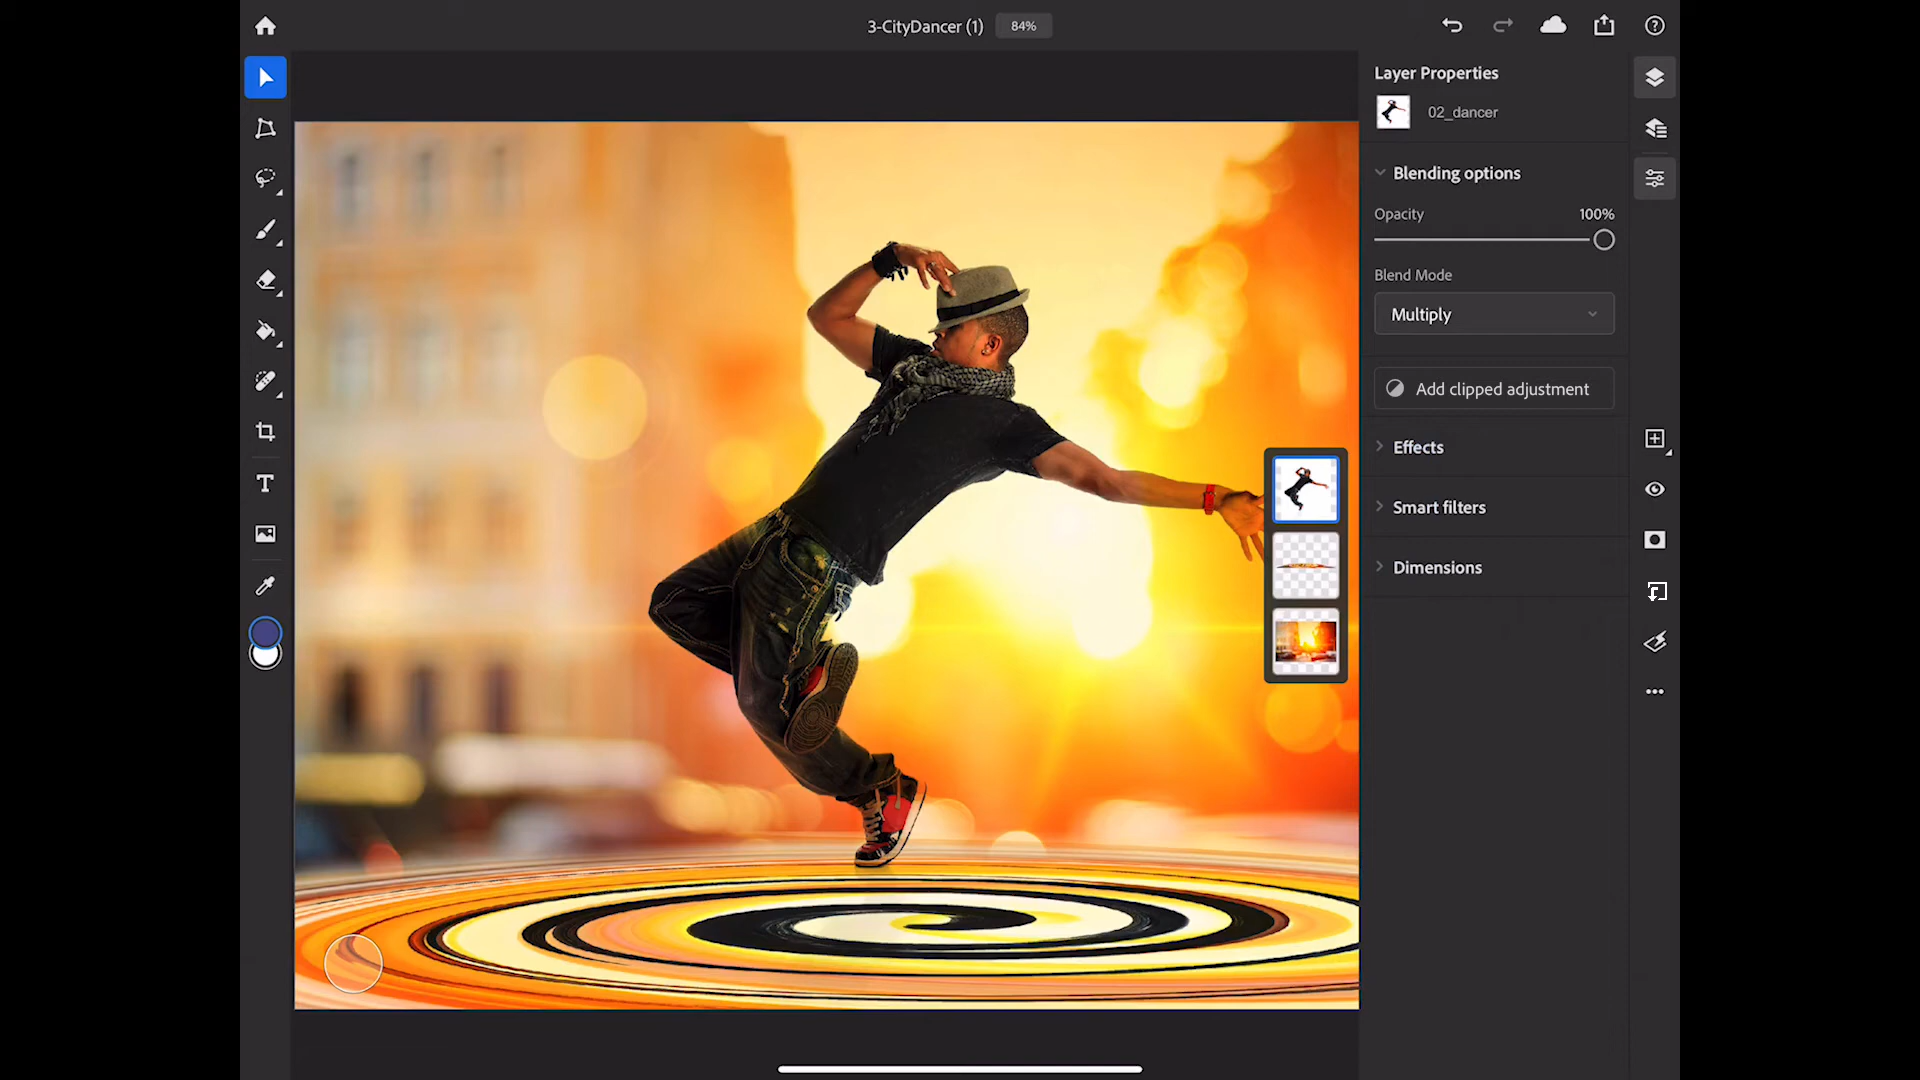 3-CityDancer (1) 84%
Layer Properties
02_dancer
Blending options
Opacity 100%
Blend Mode
Multiply
Add clipped adjustment
Effects
Smart filters
Dimensions